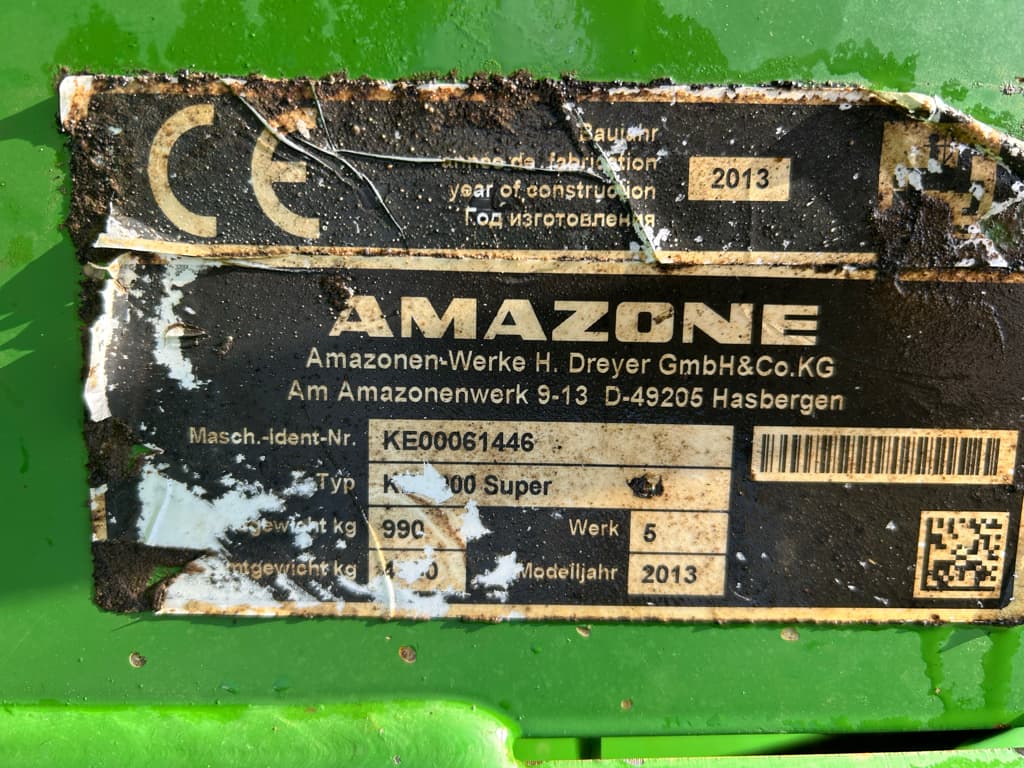 CE
Baujahr
année de fabrication
year of construction 2013
Год изготовления
AMAZONE
Amazonen-Werke H. Dreyer GmbH&Co.KG
Am Amazonenwerk 9-13 D-49205 Hasbergen
Masch.-Ident-Nr. KE00061446
Typ Super
kg 990 Werk 5
kg Modelljahr 2013